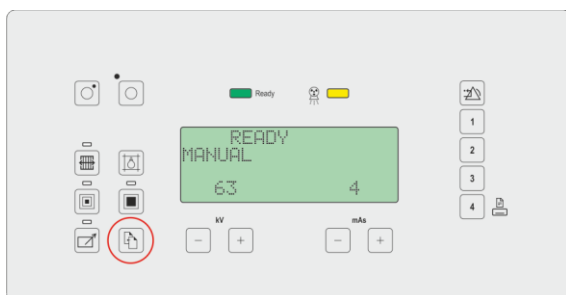 Ready
READY
MANUAL
63 4
kV mAs
− + − +
1
2
3
4